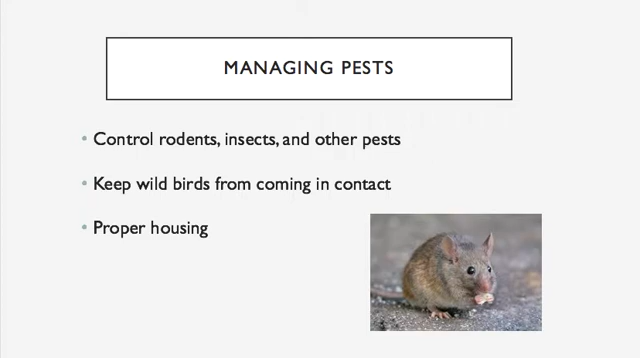 MANAGING PESTS
• Control rodents, insects, and other pests
• Keep wild birds from coming in contact
• Proper housing